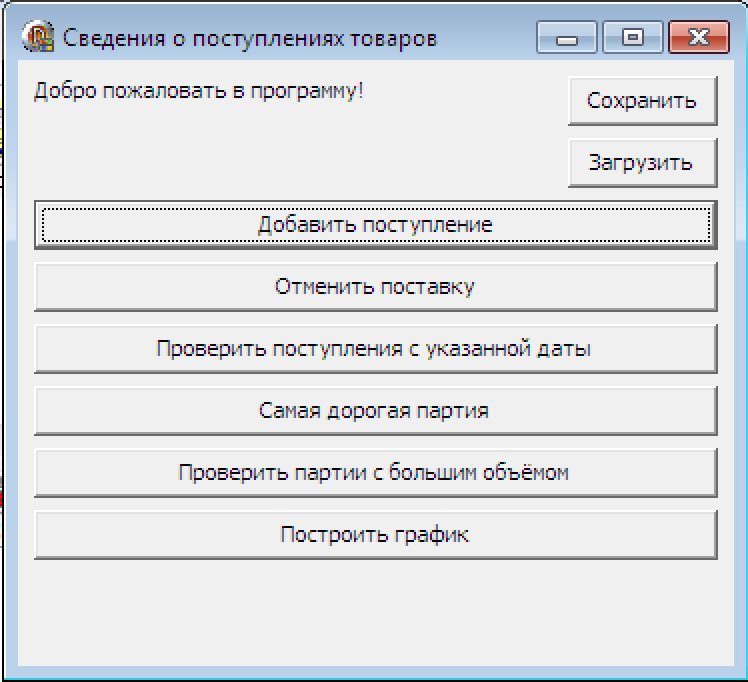 Сведения о поступлениях товаров
Добро пожаловать в программу!
Сохранить
Загрузить
Добавить поступление
Отменить поставку
Проверить поступления с указанной даты
Самая дорогая партия
Проверить партии с большим объёмом
Построить график